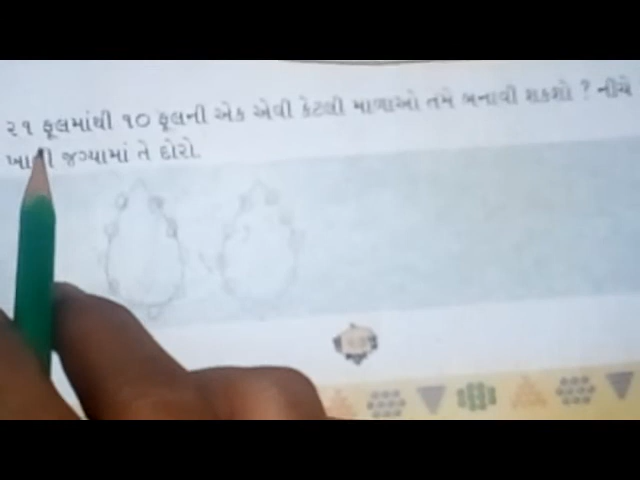 ૨૧ ફૂલમાંથી ૧૦ ફૂલની એક એવી કેટલી માળાઓ તમે બનાવી શકશો ? નીચે
ખાલી જગ્યામાં તે દોરો.